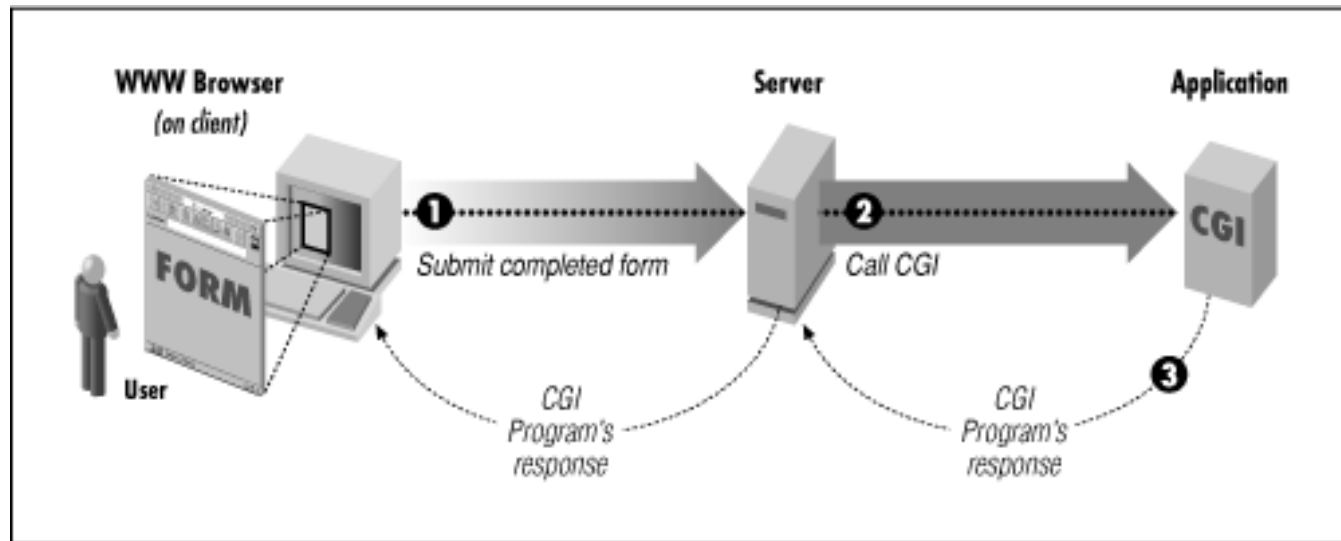 WWW Browser
(on client)
Server
Application
FORM
1
Submit completed form
2
Call CGI
CGI
User
3
CGI
Program's
response
CGI
Program's
response